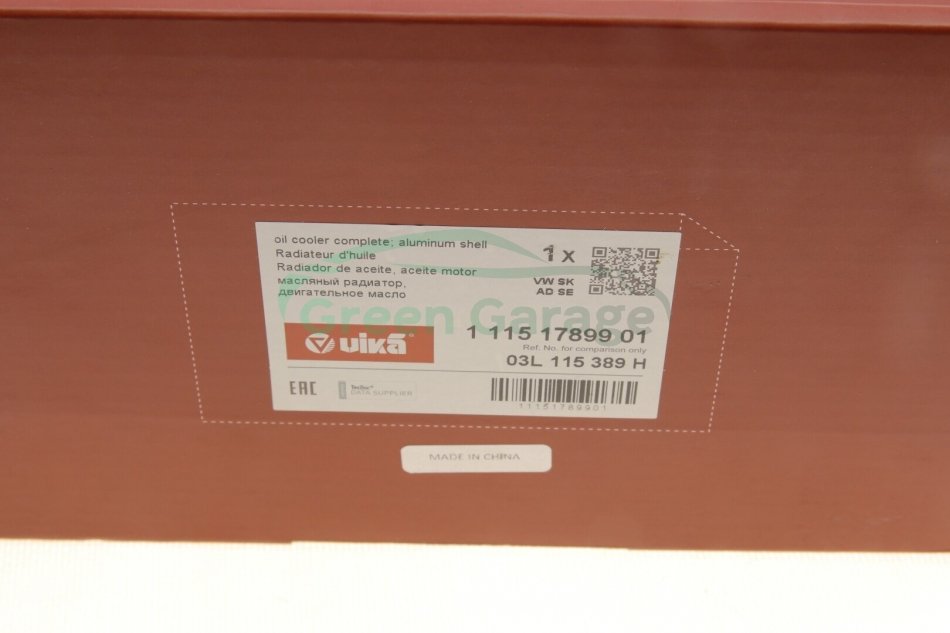 oil cooler complete; aluminum shell
Radiateur d'huile
Radiador de aceite, aceite motor
масляный радиатор,
двигательное масло
1 x
VW SK
AD SE
Green Garage
vika
1 115 17899 01
Ref. No. for comparison only
03L 115 389 H
EAC
TecDoc
DATA SUPPLIER
11151789901
MADE IN CHINA